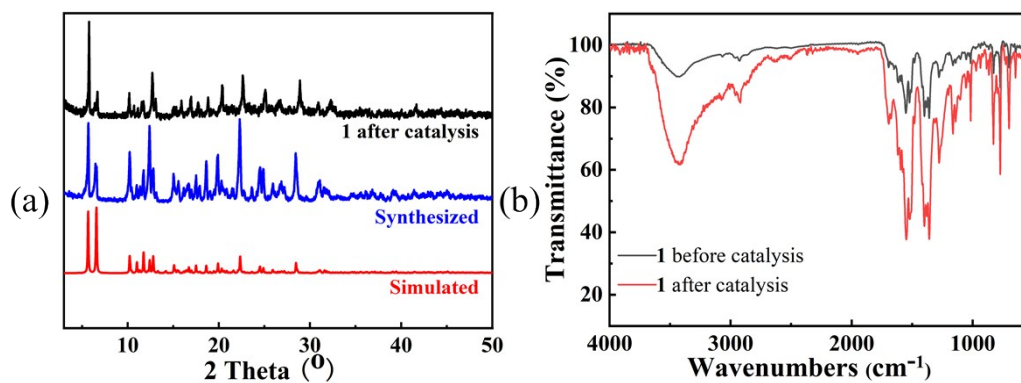 (a)
1 after catalysis
Synthesized
Simulated
10 20 30 40 50
2 Theta (º)
(b)
Transmittance (%)
100
80
60
40
20
1 before catalysis
1 after catalysis
4000 3000 2000 1000
Wavenumbers (cm⁻¹)